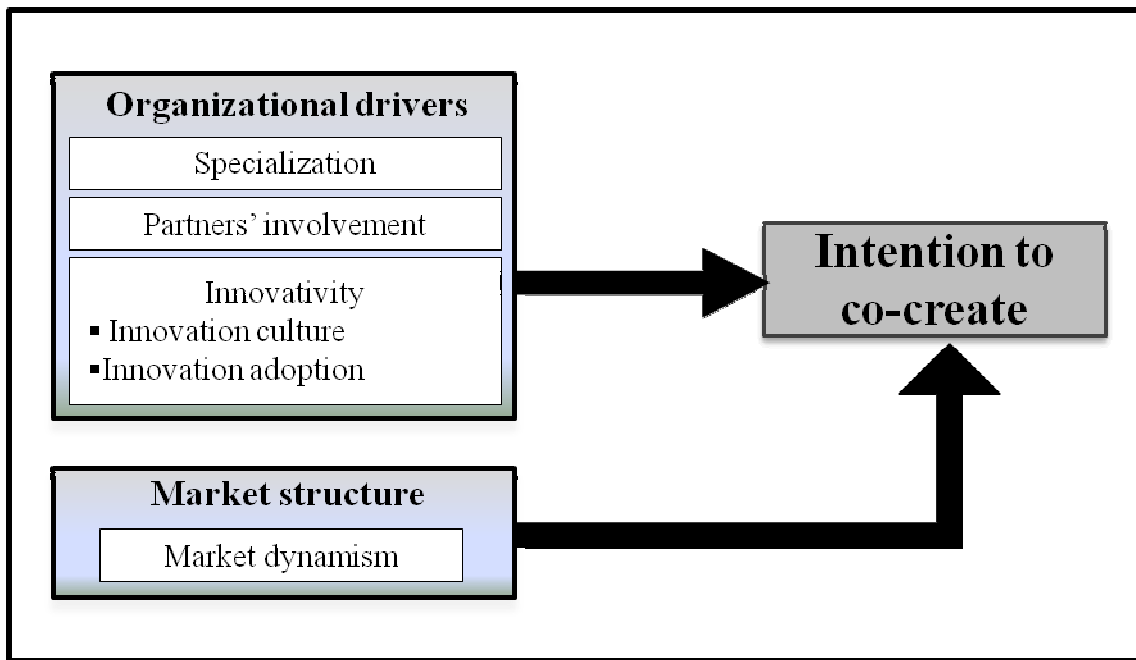 Organizational drivers
Specialization
Partners’ involvement
Innovativity
▪ Innovation culture
▪Innovation adoption
Intention to
co-create
Market structure
Market dynamism